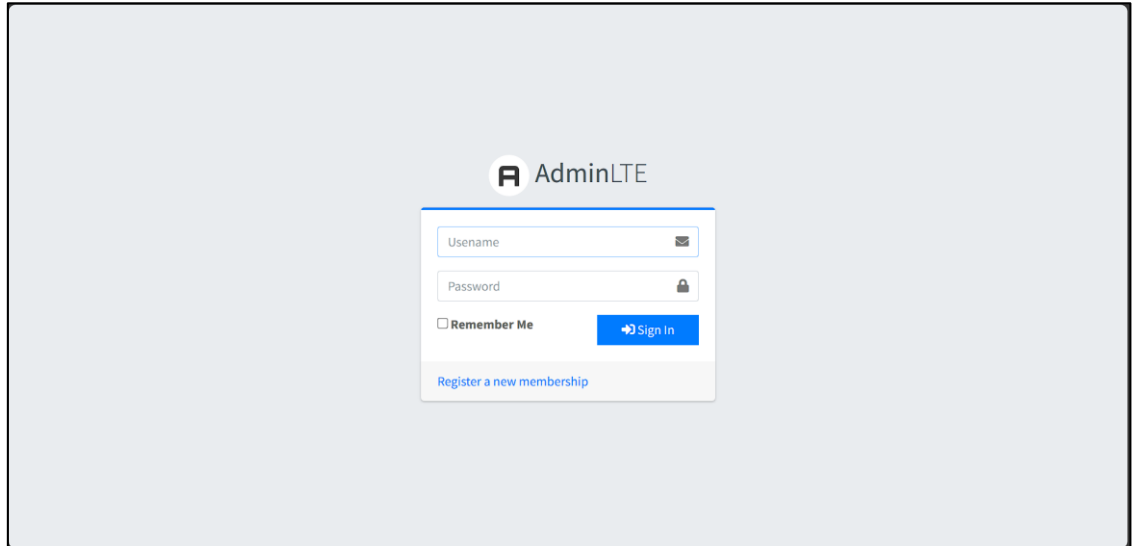 AdminLTE
Usename
Password
Remember Me
Sign In
Register a new membership